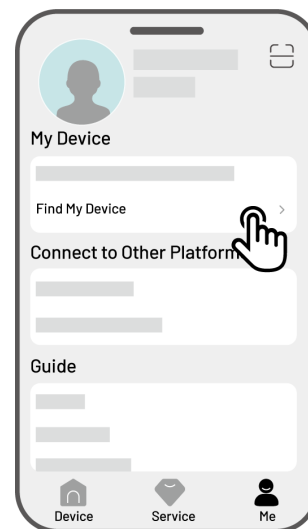 My Device
Find My Device
Connect to Other Platform
Guide
Device
Service
Me